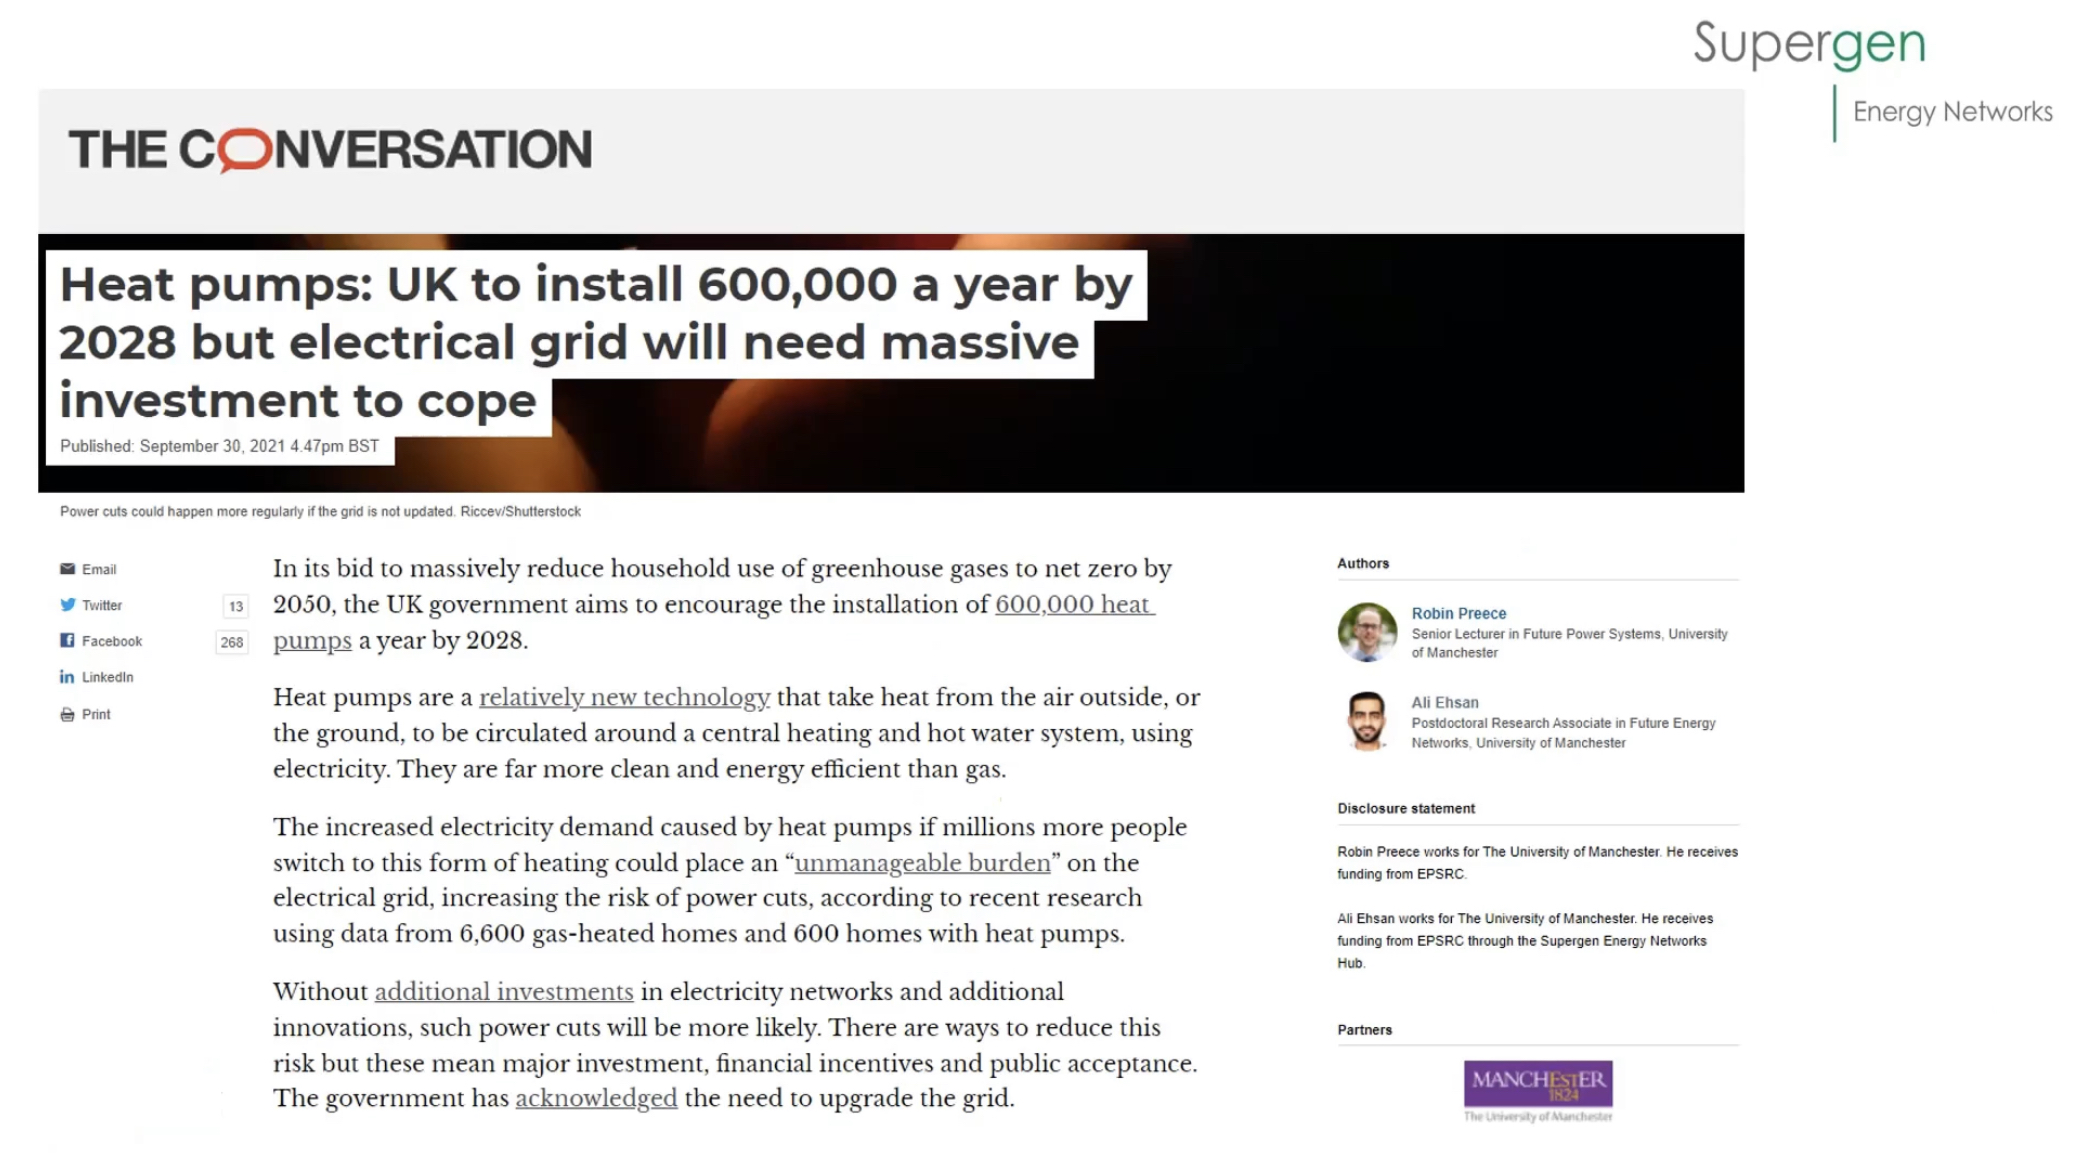 Supergen
Energy Networks
THE CONVERSATION
Heat pumps: UK to install 600,000 a year by
2028 but electrical grid will need massive
investment to cope
Published: September 30, 2021 4.47pm BST
Power cuts could happen more regularly if the grid is not updated. Riccev/Shutterstock
Email
Twitter 13
Facebook 268
LinkedIn
Print
In its bid to massively reduce household use of greenhouse gases to net zero by
2050, the UK government aims to encourage the installation of 600,000 heat
pumps a year by 2028.
Heat pumps are a relatively new technology that take heat from the air outside, or
the ground, to be circulated around a central heating and hot water system, using
electricity. They are far more clean and energy efficient than gas.
The increased electricity demand caused by heat pumps if millions more people
switch to this form of heating could place an “unmanageable burden” on the
electrical grid, increasing the risk of power cuts, according to recent research
using data from 6,600 gas-heated homes and 600 homes with heat pumps.
Without additional investments in electricity networks and additional
innovations, such power cuts will be more likely. There are ways to reduce this
risk but these mean major investment, financial incentives and public acceptance.
The government has acknowledged the need to upgrade the grid.
Authors
Robin Preece
Senior Lecturer in Future Power Systems, University
of Manchester
Ali Ehsan
Postdoctoral Research Associate in Future Energy
Networks, University of Manchester
Disclosure statement
Robin Preece works for The University of Manchester. He receives
funding from EPSRC.
Ali Ehsan works for The University of Manchester. He receives
funding from EPSRC through the Supergen Energy Networks
Hub.
Partners
MANCHESTER
1824
The University of Manchester